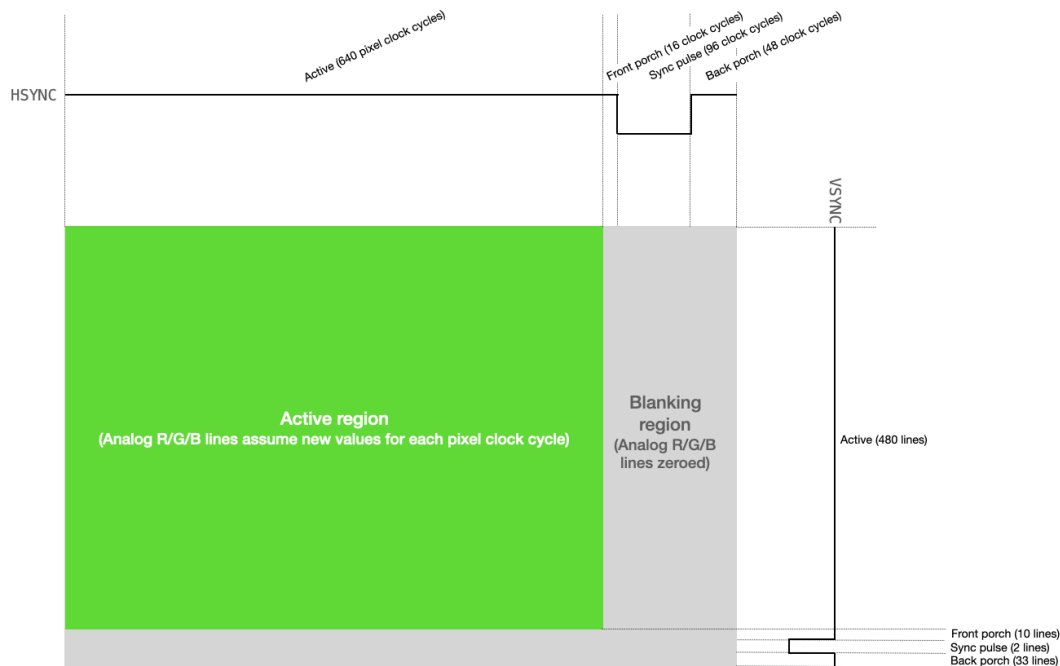 Active (640 pixel clock cycles)
Front porch (16 clock cycles)
Sync pulse (96 clock cycles)
Back porch (48 clock cycles)
HSYNC
VSYNC
Active region
(Analog R/G/B lines assume new values for each pixel clock cycle)
Blanking
region
(Analog R/G/B
lines zeroed)
Active (480 lines)
Front porch (10 lines)
Sync pulse (2 lines)
Back porch (33 lines)